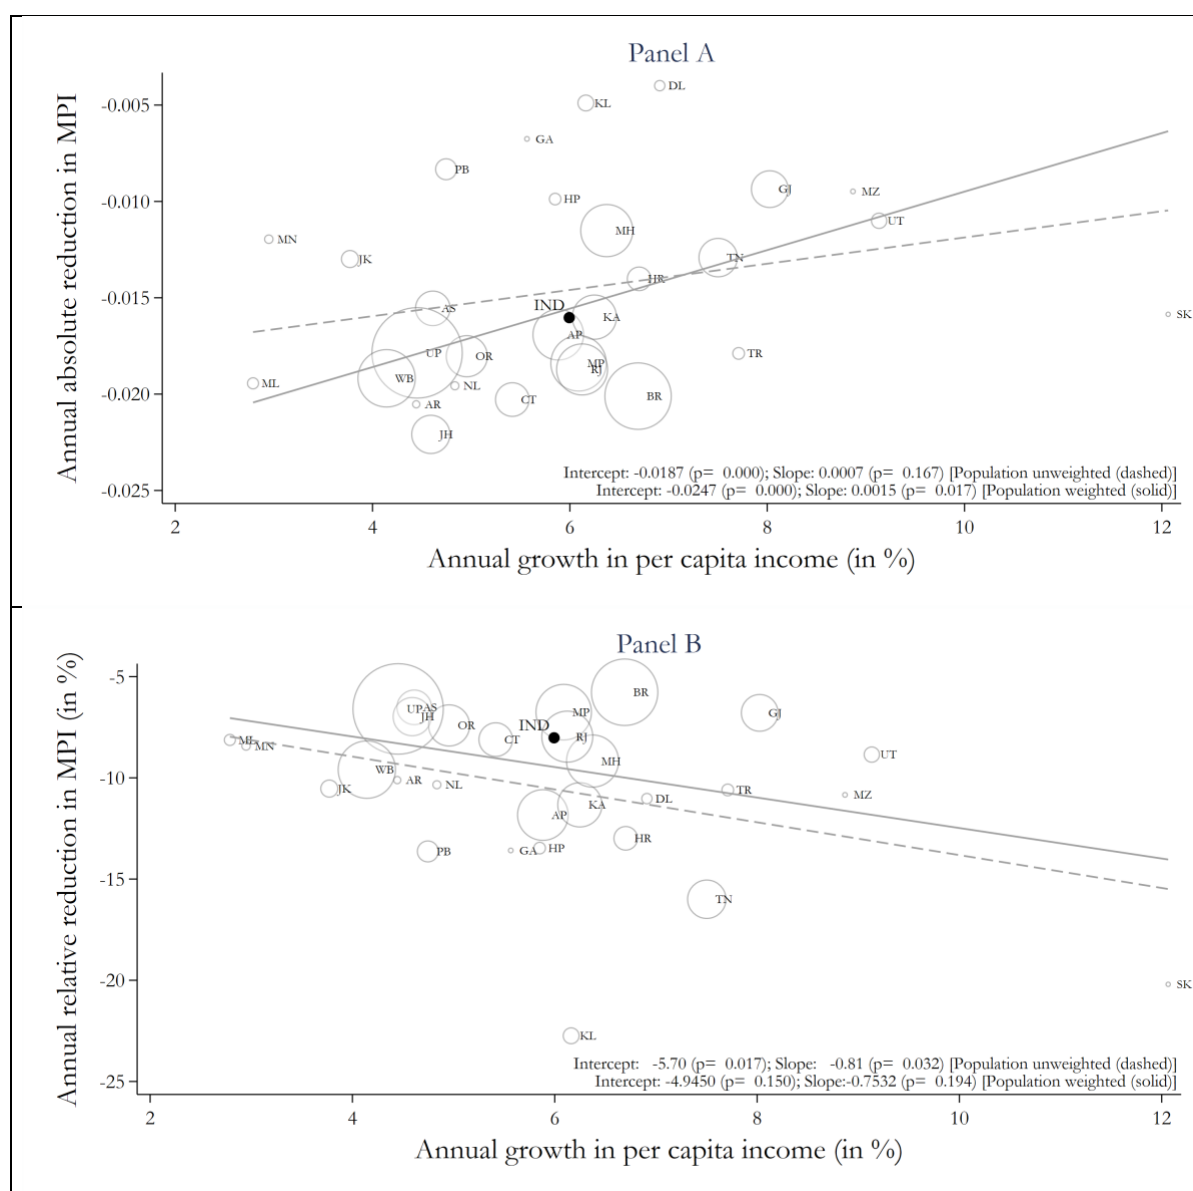 Panel A
Annual absolute reduction in MPI
-0.005
-0.010
-0.015
-0.020
-0.025
DL
KL
GA
PB
HP
GJ
MZ
UT
MN
MH
JK
TN
HR
AS
IND
KA
SK
AP
UP
OR
TR
MP
RJ
WB
ML
NL
BR
AR
CT
JH
Intercept: -0.0187 (p= 0.000); Slope: 0.0007 (p= 0.167) [Population unweighted (dashed)]
Intercept: -0.0247 (p= 0.000); Slope: 0.0015 (p= 0.017) [Population weighted (solid)]
2 4 6 8 10 12
Annual growth in per capita income (in %)
Panel B
Annual relative reduction in MPI (in %)
-5
-10
-15
-20
-25
BR
UP
AS
JH
MP
GJ
OR
IND
RJ
CT
ML
MN
UT
MH
WB
AR
NL
JK
TR
MZ
DL
KA
AP
HR
PB
GA
HP
TN
SK
KL
Intercept: -5.70 (p= 0.017); Slope: -0.81 (p= 0.032) [Population unweighted (dashed)]
Intercept: -4.9450 (p= 0.150); Slope:-0.7532 (p= 0.194) [Population weighted (solid)]
2 4 6 8 10 12
Annual growth in per capita income (in %)